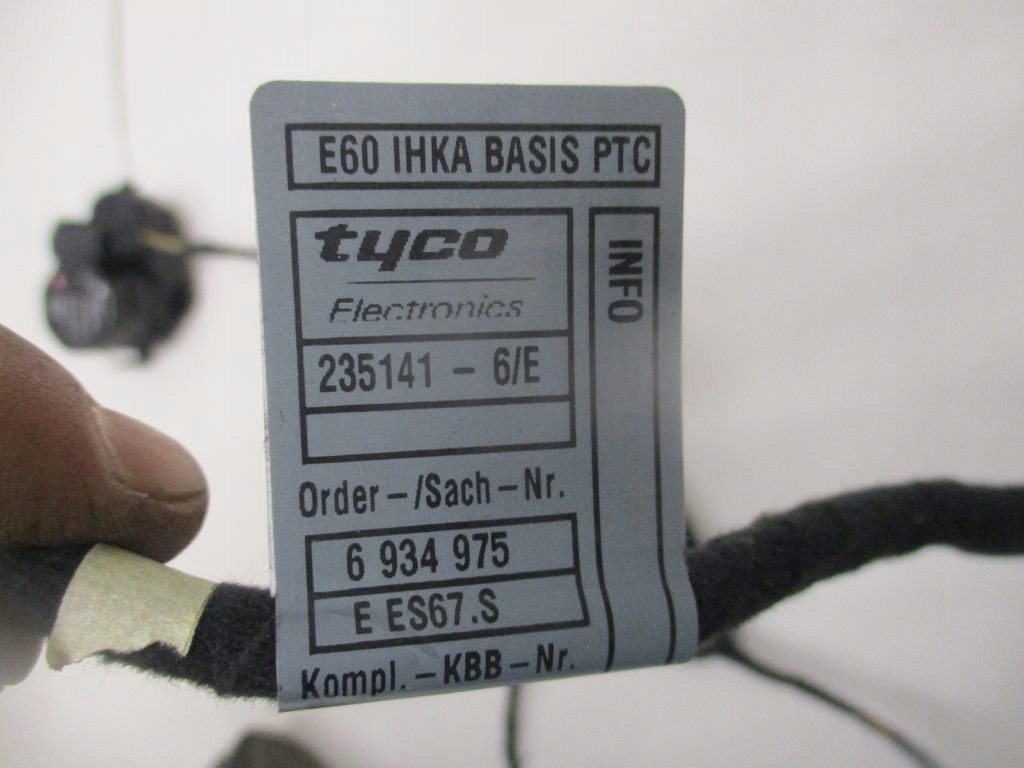 E60 IHKA BASIS PTC
tyco
Electronics
235141 - 6/E
INFO
Order-/Sach-Nr.
6 934 975
E ES67.S
Kompl.-KBB-Nr.